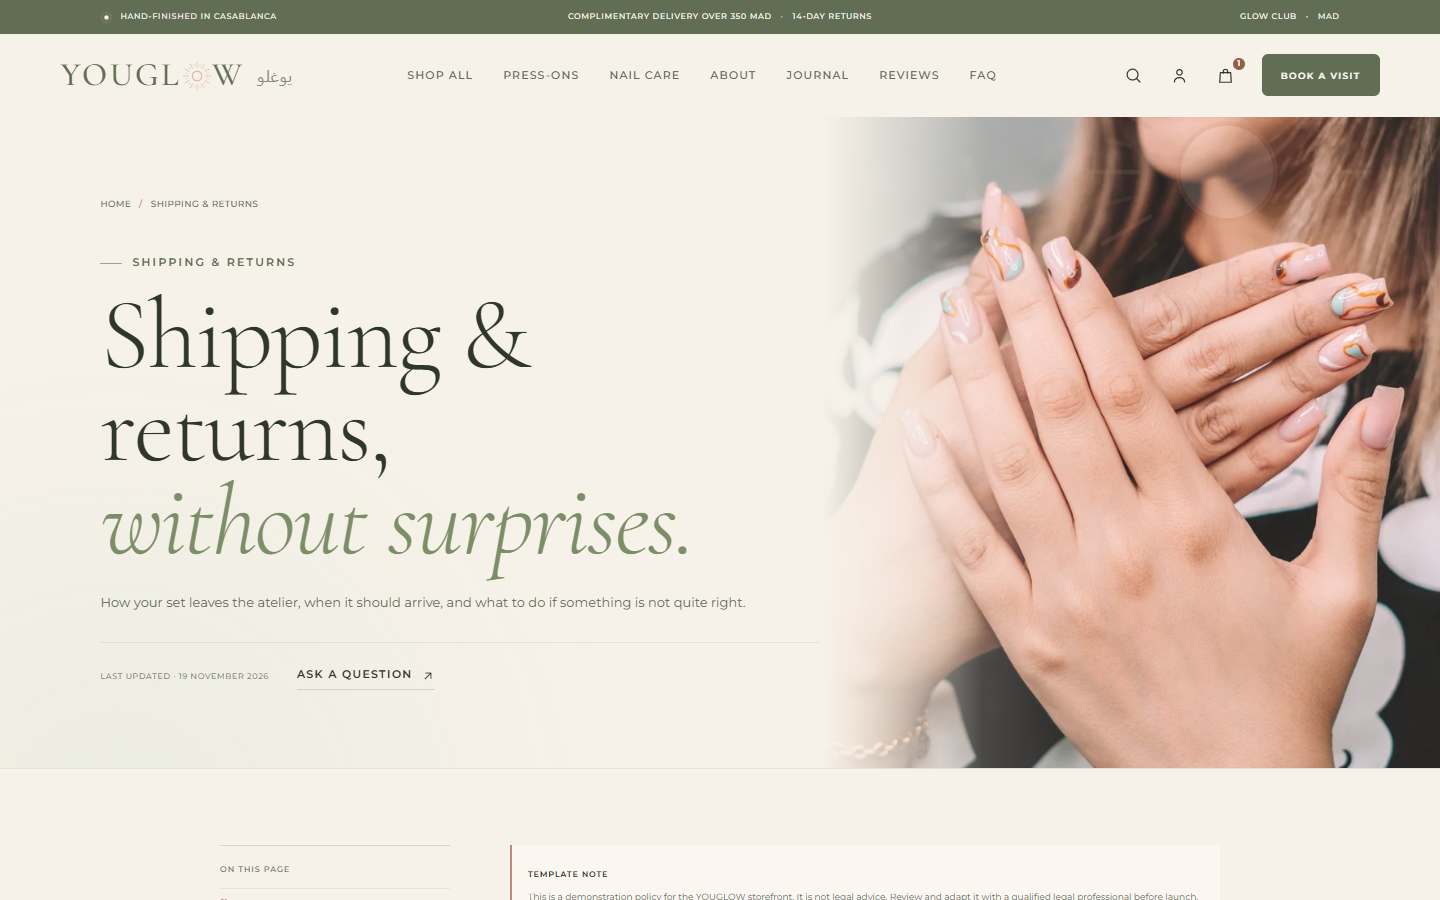 HAND-FINISHED IN CASABLANCA
COMPLIMENTARY DELIVERY OVER 350 MAD · 14-DAY RETURNS
GLOW CLUB · MAD
YOUGLOW يوغلو
SHOP ALL
PRESS-ONS
NAIL CARE
ABOUT
JOURNAL
REVIEWS
FAQ
1
BOOK A VISIT
HOME / SHIPPING & RETURNS
SHIPPING & RETURNS
Shipping &
returns,
without surprises.
How your set leaves the atelier, when it should arrive, and what to do if something is not quite right.
LAST UPDATED · 19 NOVEMBER 2026
ASK A QUESTION
ON THIS PAGE
TEMPLATE NOTE
This is a demonstration policy for the YOUGLOW storefront. It is not legal advice. Review and adapt it with a qualified legal professional before launch.